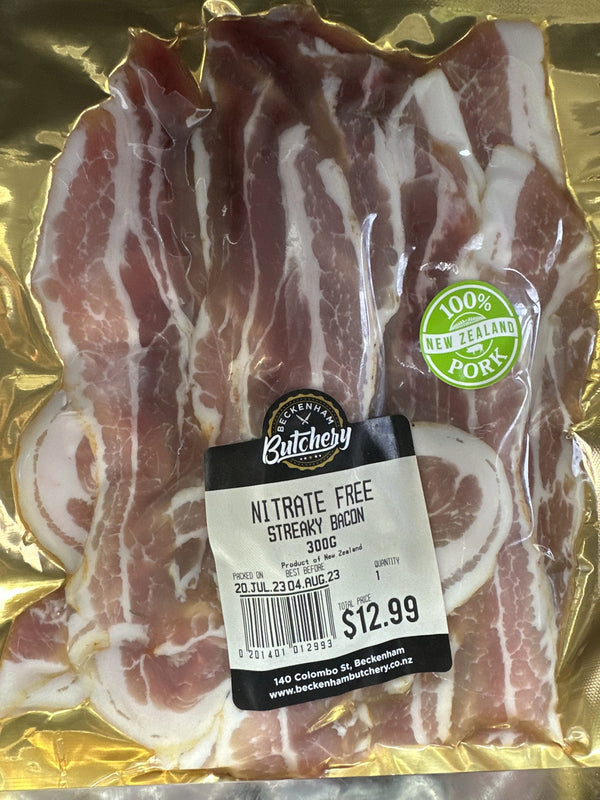 100%
NEW ZEALAND
PORK
BECKENHAM
Butchery
NITRATE FREE
STREAKY BACON
300G
Product of New Zealand
PACKED ON BEST BEFORE QUANTITY
20.JUL.23 04.AUG.23 1
TOTAL PRICE
$12.99
0 201401 012993
140 Colombo St, Beckenham
www.beckenhambutchery.co.nz